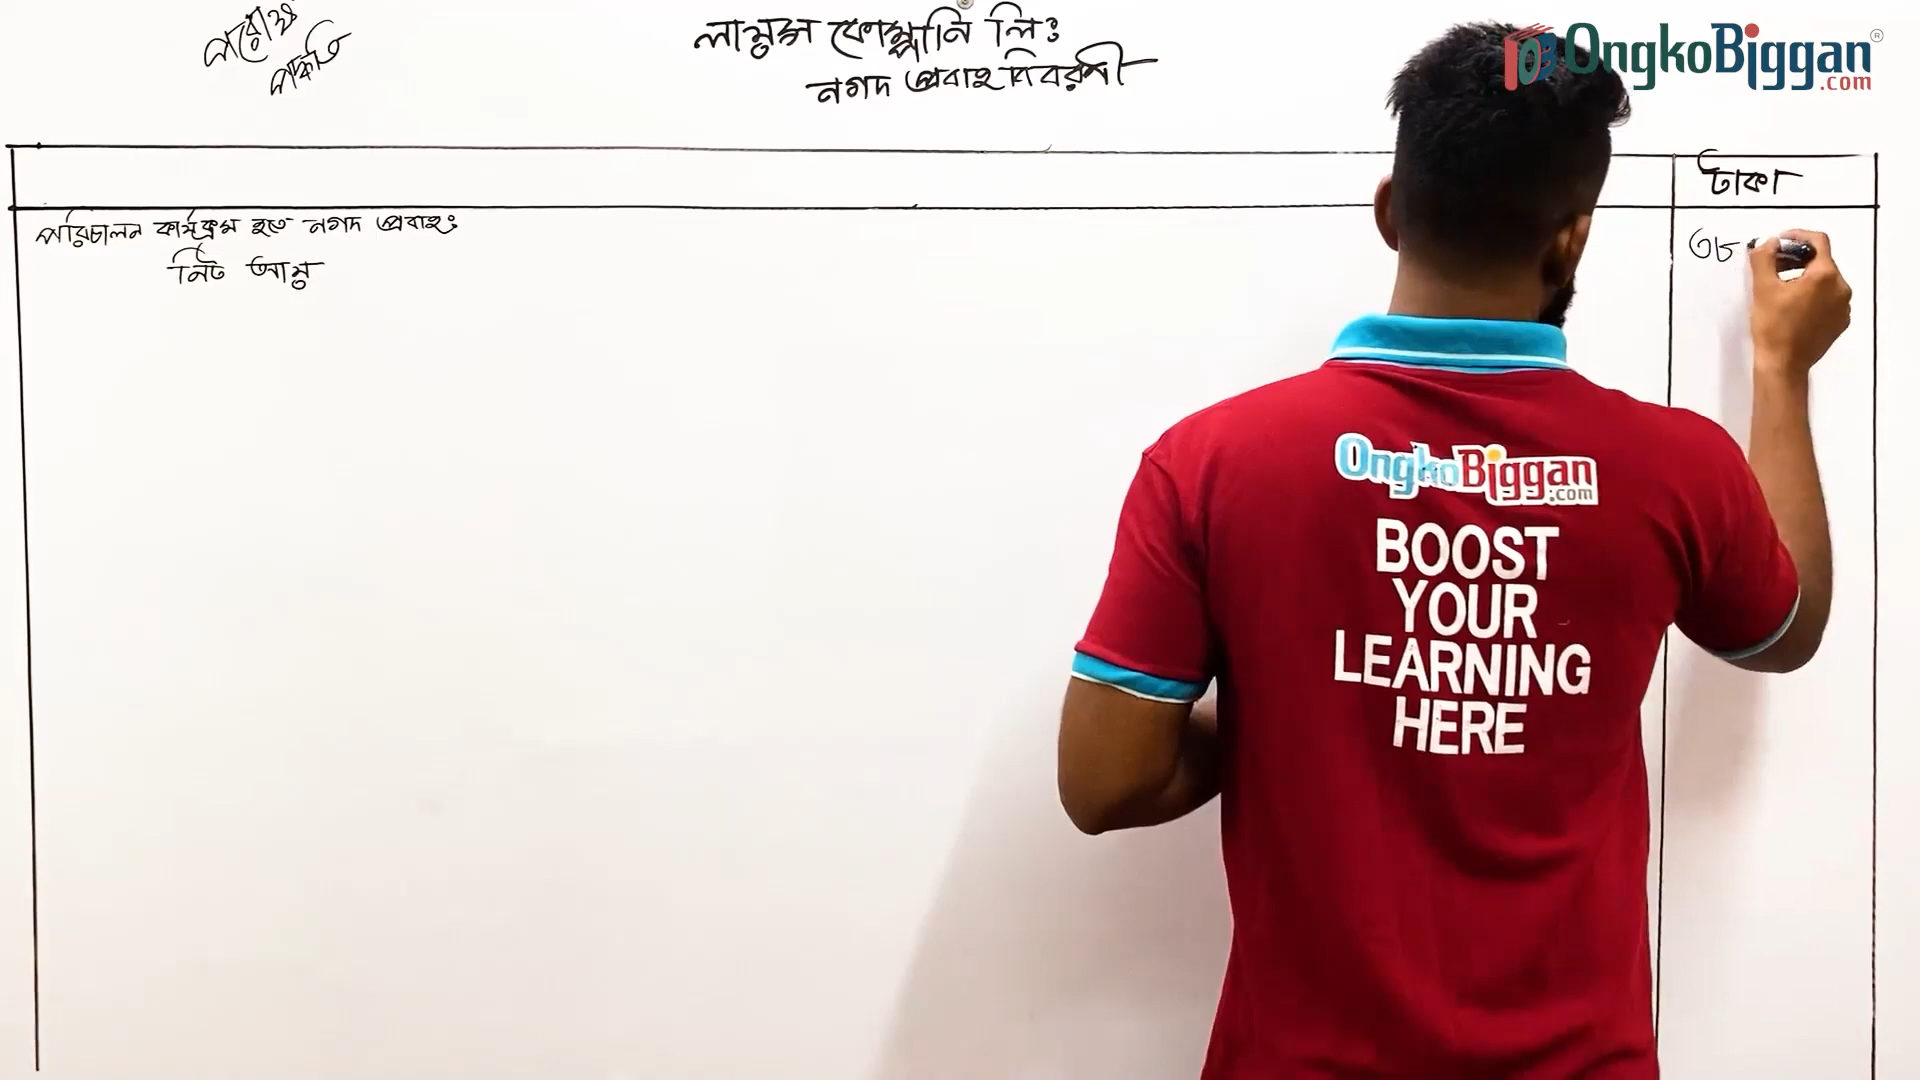 পরোক্ষ
পদ্ধতি
লায়ন্স কোম্পানি লিঃ
নগদ প্রবাহ বিবরণী
OngkoBiggan®
.com
টাকা
পরিচালন কার্যক্রম হতে নগদ প্রবাহঃ
নিট আয়
৩৮
OngkoBiggan
.com
BOOST
YOUR
LEARNING
HERE